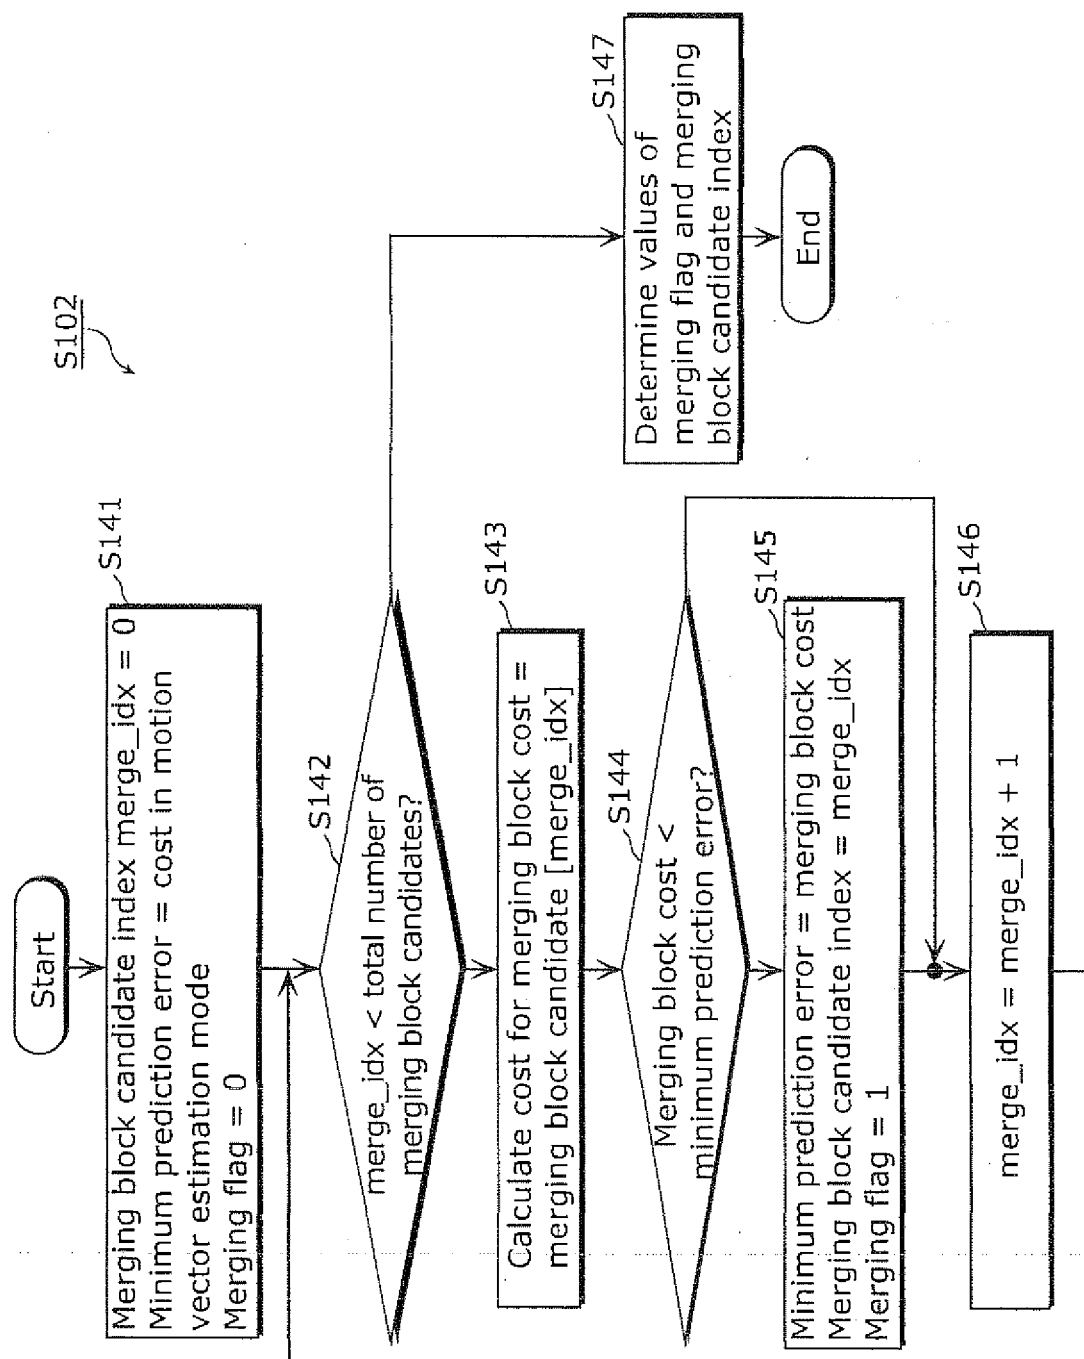 S102
Start
S141
Merging block candidate index merge_idx = 0
Minimum prediction error = cost in motion
vector estimation mode
Merging flag = 0
S142
merge_idx < total number of
merging block candidates?
S143
Calculate cost for merging block cost =
merging block candidate [merge_idx]
S144
Merging block cost <
minimum prediction error?
S145
Minimum prediction error = merging block cost
Merging block candidate index = merge_idx
Merging flag = 1
S146
merge_idx = merge_idx + 1
S147
Determine values of
merging flag and merging
block candidate index
End